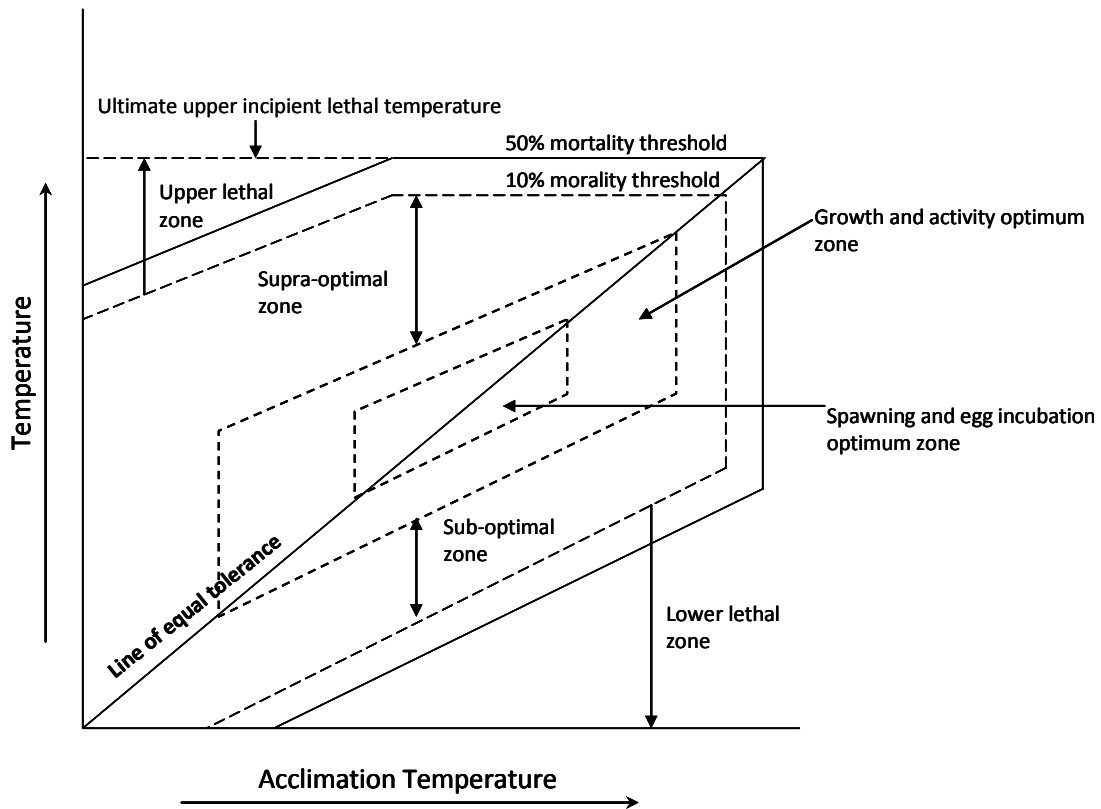 Ultimate upper incipient lethal temperature
50% mortality threshold
10% morality threshold
Upper lethal
zone
Growth and activity optimum
zone
Supra-optimal
zone
Temperature
Spawning and egg incubation
optimum zone
Sub-optimal
zone
Line of equal tolerance
Lower lethal
zone
Acclimation Temperature